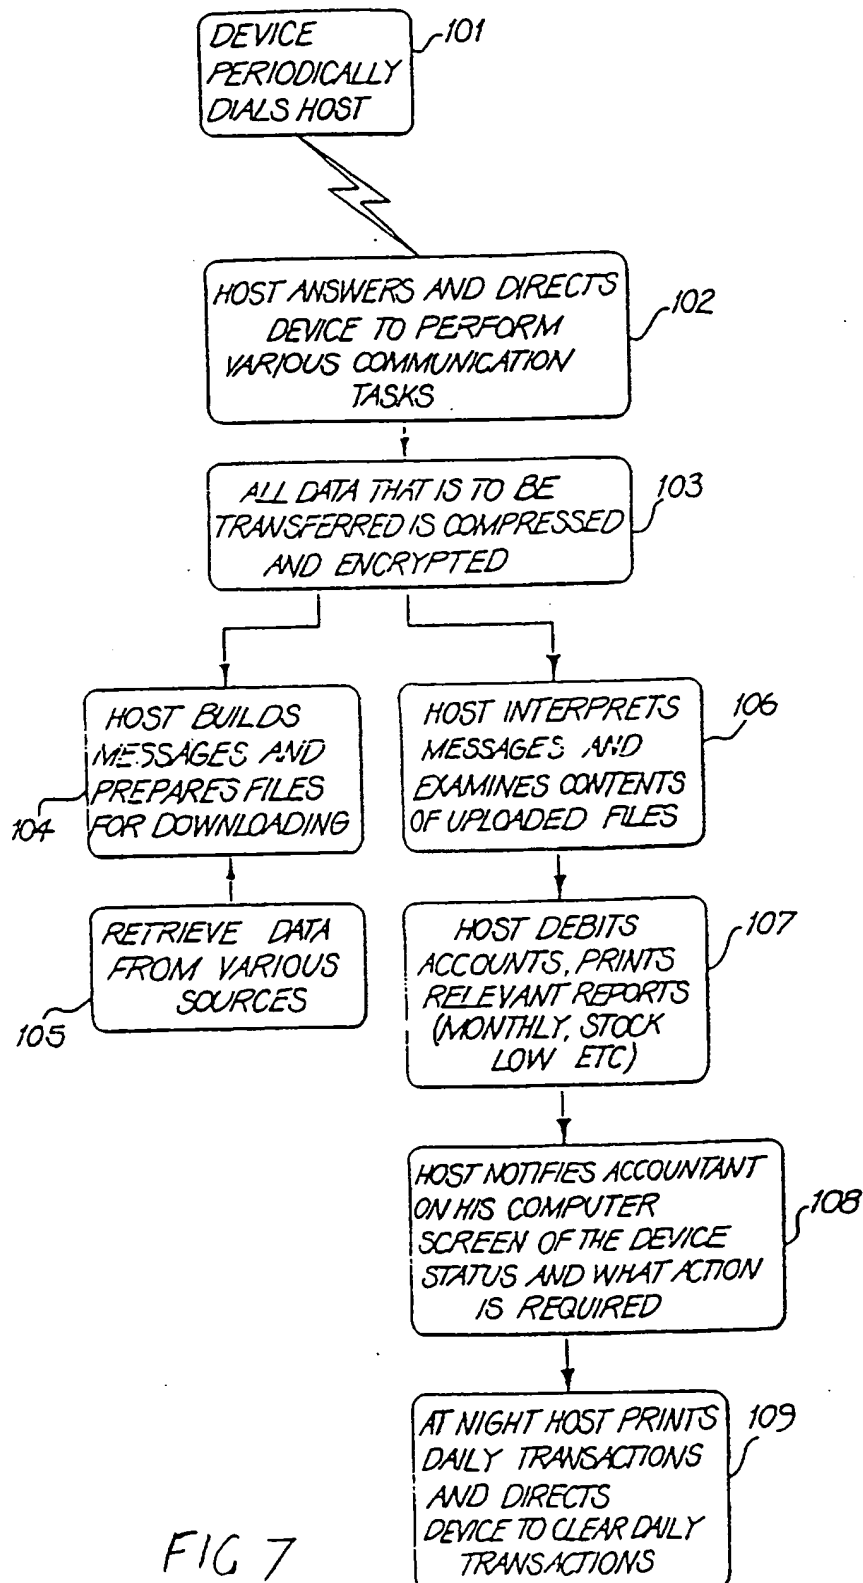 DEVICE
PERIODICALLY
DIALS HOST
101
HOST ANSWERS AND DIRECTS
DEVICE TO PERFORM
VARIOUS COMMUNICATION
TASKS
102
ALL DATA THAT IS TO BE
TRANSFERRED IS COMPRESSED
AND ENCRYPTED
103
HOST BUILDS
MESSAGES AND
PREPARES FILES
FOR DOWNLOADING
104
RETRIEVE DATA
FROM VARIOUS
SOURCES
105
HOST INTERPRETS
MESSAGES AND
EXAMINES CONTENTS
OF UPLOADED FILES
106
HOST DEBITS
ACCOUNTS, PRINTS
RELEVANT REPORTS
(MONTHLY, STOCK
LOW ETC)
107
HOST NOTIFIES ACCOUNTANT
ON HIS COMPUTER
SCREEN OF THE DEVICE
STATUS AND WHAT ACTION
IS REQUIRED
108
AT NIGHT HOST PRINTS
DAILY TRANSACTIONS
AND DIRECTS
DEVICE TO CLEAR DAILY
TRANSACTIONS
109
FIG 7